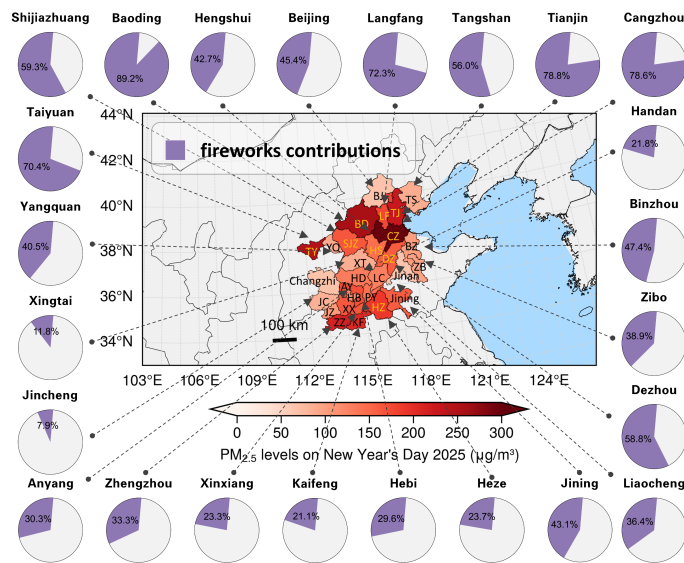 Shijiazhuang
Baoding
Hengshui
Beijing
Langfang
Tangshan
Tianjin
Cangzhou
59.3%
89.2%
42.7%
45.4%
72.3%
56.0%
78.8%
78.6%
Taiyuan
70.4%
Handan
21.8%
Yangquan
40.5%
Binzhou
47.4%
Xingtai
11.8%
Zibo
38.9%
Jincheng
7.9%
Dezhou
58.8%
44°N
42°N
40°N
38°N
36°N
34°N
fireworks contributions
BJ
TS
LF
TJ
BD
CZ
SJZ
TY
YQ
HS
BZ
DZ
XT
ZB
HD
LC
Jinan
Changzhi
AY
HB
PY
Jining
JC
XX
HZ
JZ
ZZ
KF
100 km
103°E
106°E
109°E
112°E
115°E
118°E
121°E
124°E
0
50
100
150
200
250
300
PM2.5 levels on New Year's Day 2025 (μg/m³)
Anyang
Zhengzhou
Xinxiang
Kaifeng
Hebi
Heze
Jining
Liaocheng
30.3%
33.3%
23.3%
21.1%
29.6%
23.7%
43.1%
36.4%